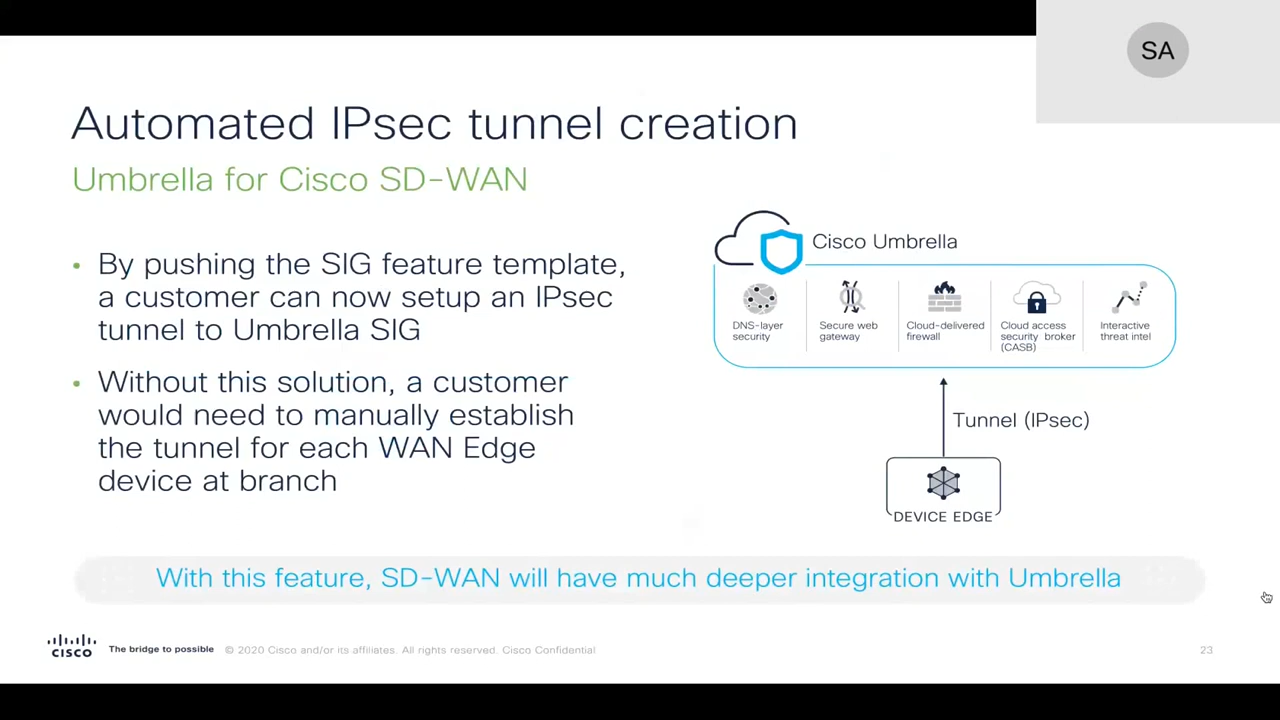 SA
Automated IPsec tunnel creation
Umbrella for Cisco SD-WAN
• By pushing the SIG feature template,
a customer can now setup an IPsec
tunnel to Umbrella SIG
• Without this solution, a customer
would need to manually establish
the tunnel for each WAN Edge
device at branch
Cisco Umbrella
DNS-layer
security
Secure web
gateway
Cloud-delivered
firewall
Cloud access
security broker
(CASB)
Interactive
threat intel
Tunnel (IPsec)
DEVICE EDGE
With this feature, SD-WAN will have much deeper integration with Umbrella
CISCO The bridge to possible © 2020 Cisco and/or its affiliates. All rights reserved. Cisco Confidential 23